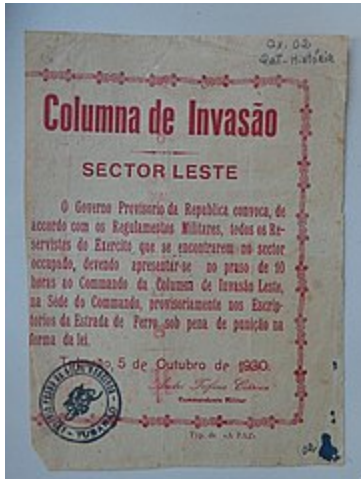 Cx. 02
Columna de Invasão
SECTOR LESTE
O Governo Provisorio da Republica convoca, de
accordo com os Regulamentos Militares, todos os Re-
servistas do Exercito que se encontrarem no sector
occupado, devendo apresentar-se no praso de 10
horas ao Commando da Columna de Invasão Leste,
na Séde do Commando, provisoriamente nos Escrip-
torios da Estrada de Ferro sob pena de punição na
forma da lei.
5 de Outubro de 1930.
Commandante Militar
Typ. de «A PAZ»